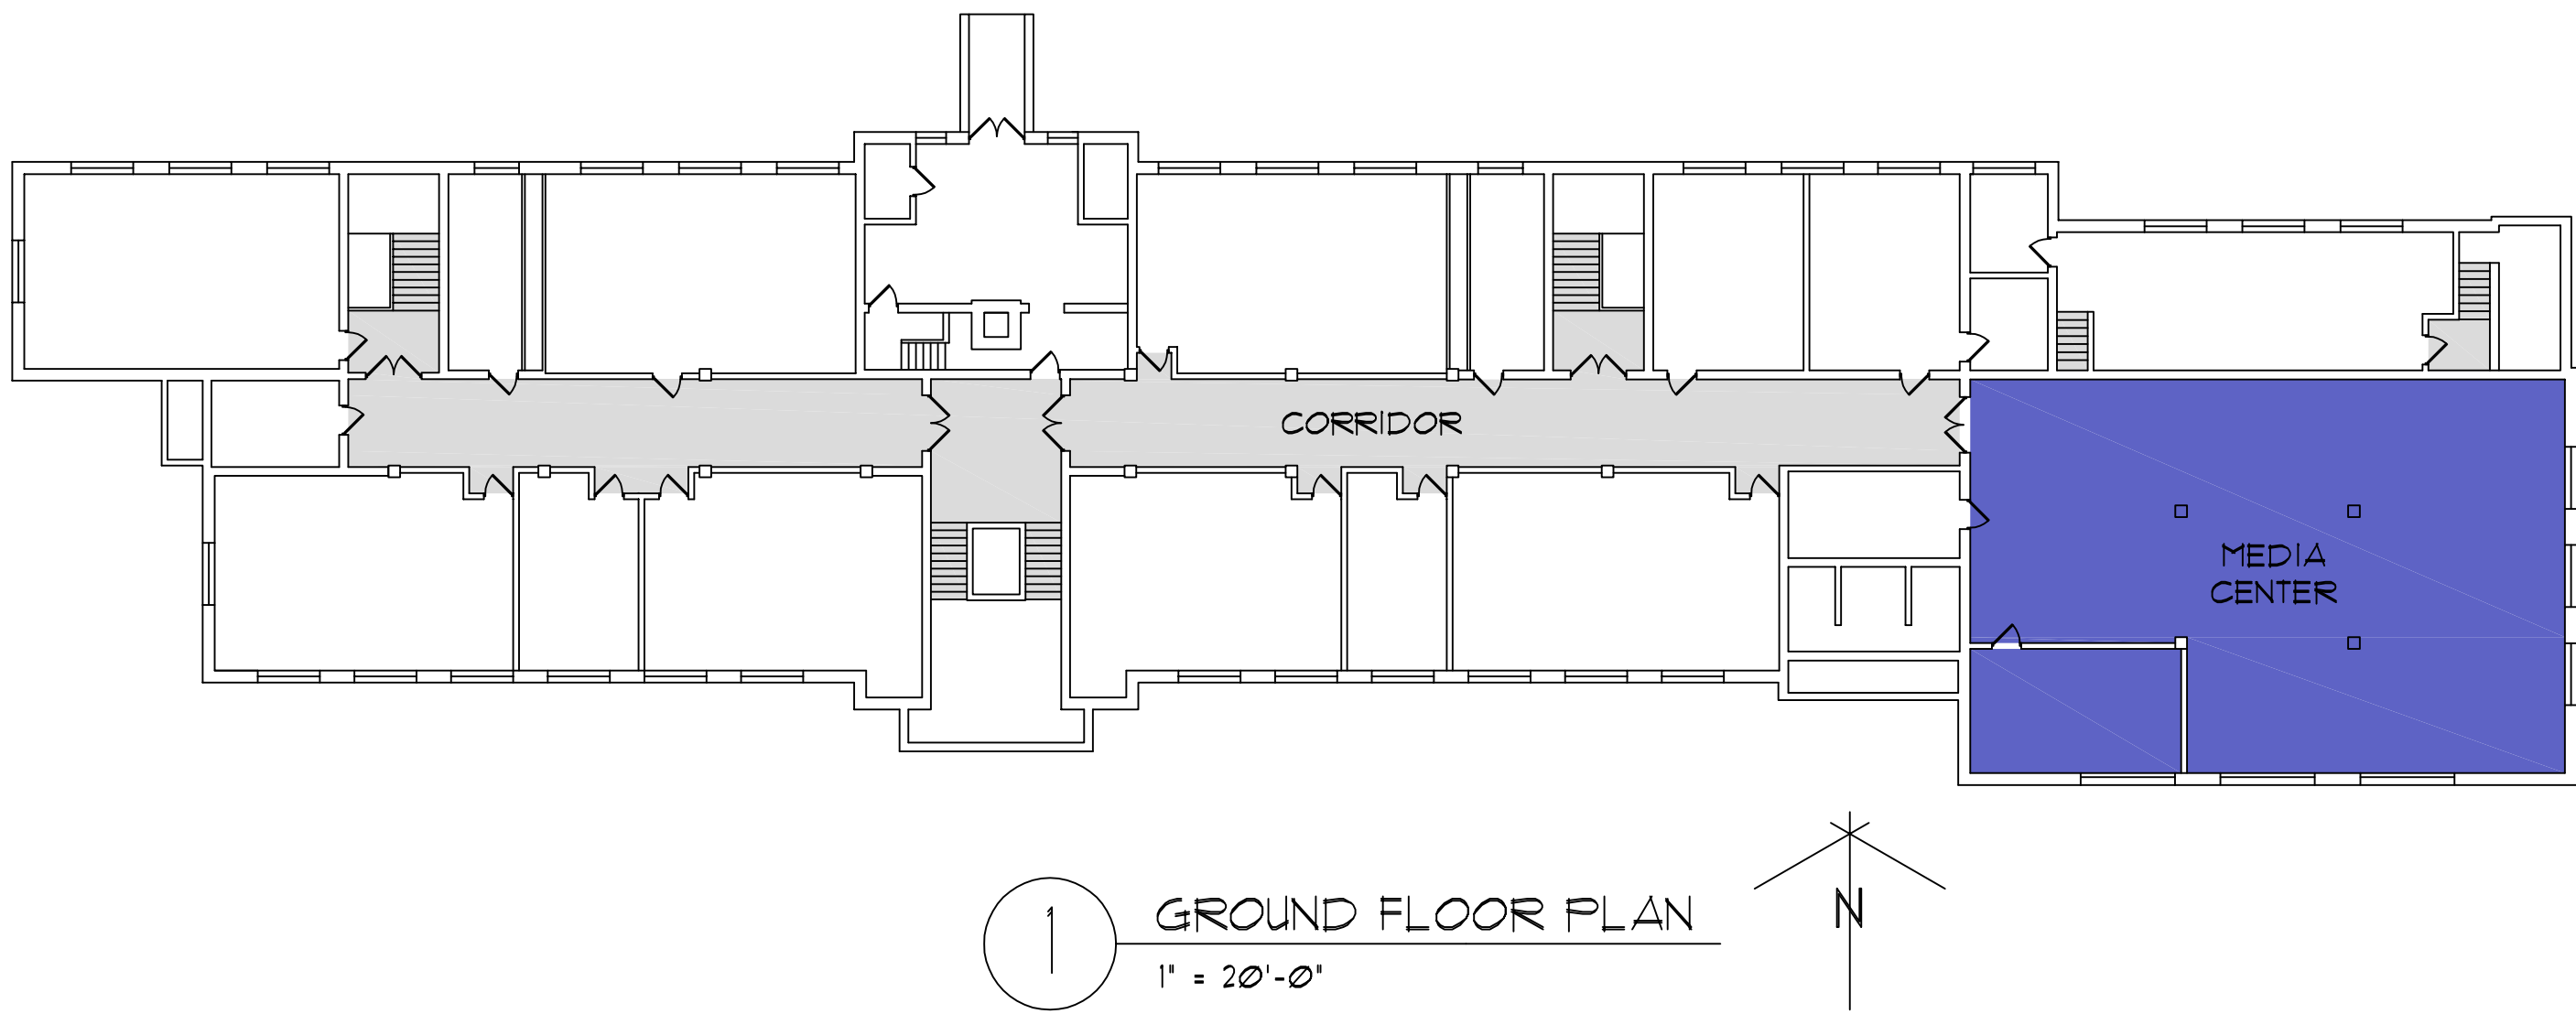 CORRIDOR
MEDIA
CENTER
1
GROUND FLOOR PLAN
1" = 20'-0"
N